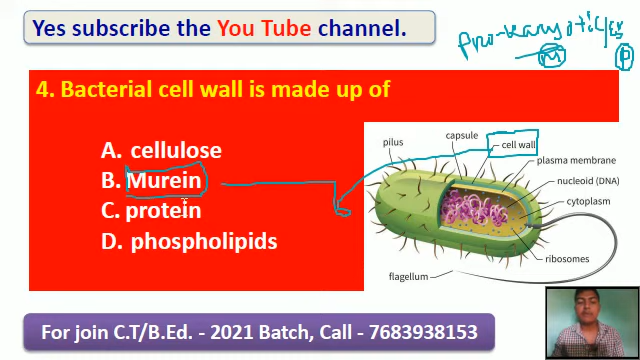 Yes subscribe the You Tube channel.
4. Bacterial cell wall is made up of
A. cellulose
B. Murein
C. protein
D. phospholipids
pilus
capsule
cell wall
plasma membrane
nucleoid (DNA)
cytoplasm
ribosomes
flagellum
For join C.T/B.Ed. - 2021 Batch, Call - 7683938153